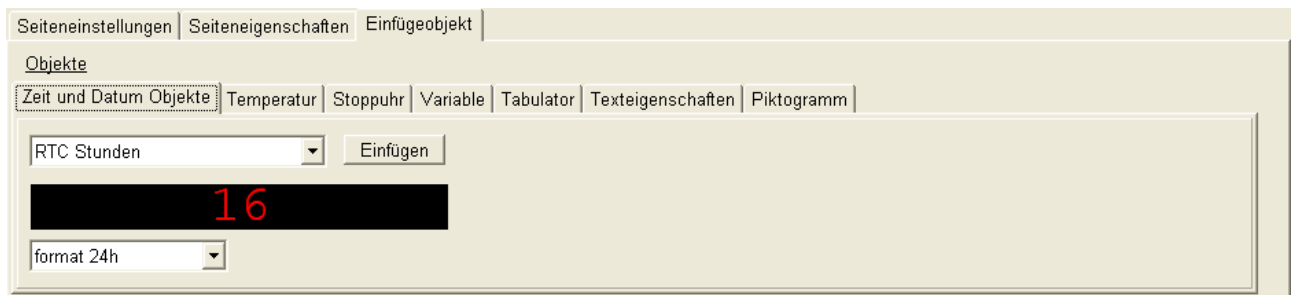 Seiteneinstellungen Seiteneigenschaften Einfügeobjekt
Objekte
Zeit und Datum Objekte Temperatur Stoppuhr Variable Tabulator Texteigenschaften Piktogramm
RTC Stunden Einfügen
16
format 24h